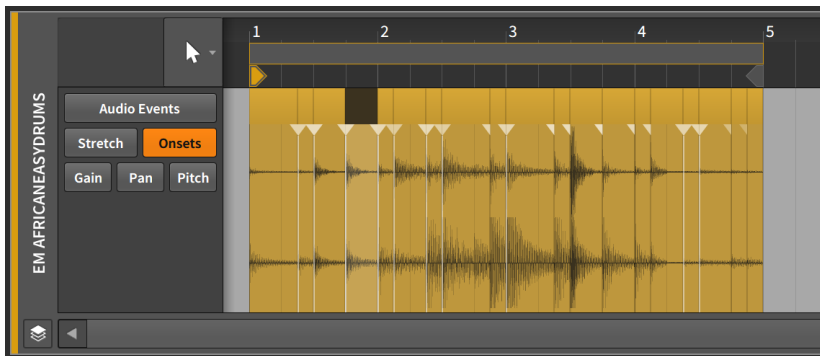 1 2 3 4 5
EM AFRICANEASYDRUMS
Audio Events
Stretch Onsets
Gain Pan Pitch